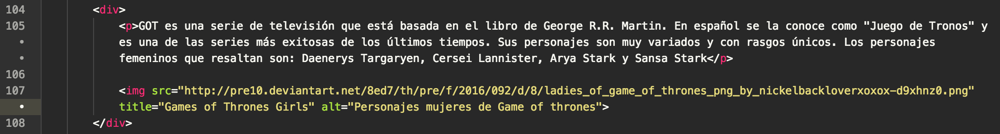 104 <div>
105 <p>GOT es una serie de televisión que está basada en el libro de George R.R. Martin. En español se la conoce como "Juego de Tronos" y
• es una de las series más exitosas de los últimos tiempos. Sus personajes son muy variados y con rasgos únicos. Los personajes
• femeninos que resaltan son: Daenerys Targaryen, Cersei Lannister, Arya Stark y Sansa Stark</p>
106
107 <img src="http://pre10.deviantart.net/8ed7/th/pre/f/2016/092/d/8/ladies_of_game_of_thrones_png_by_nickelbackloverxoxox-d9xhnz0.png"
• title="Games of Thrones Girls" alt="Personajes mujeres de Game of thrones">
108 </div>